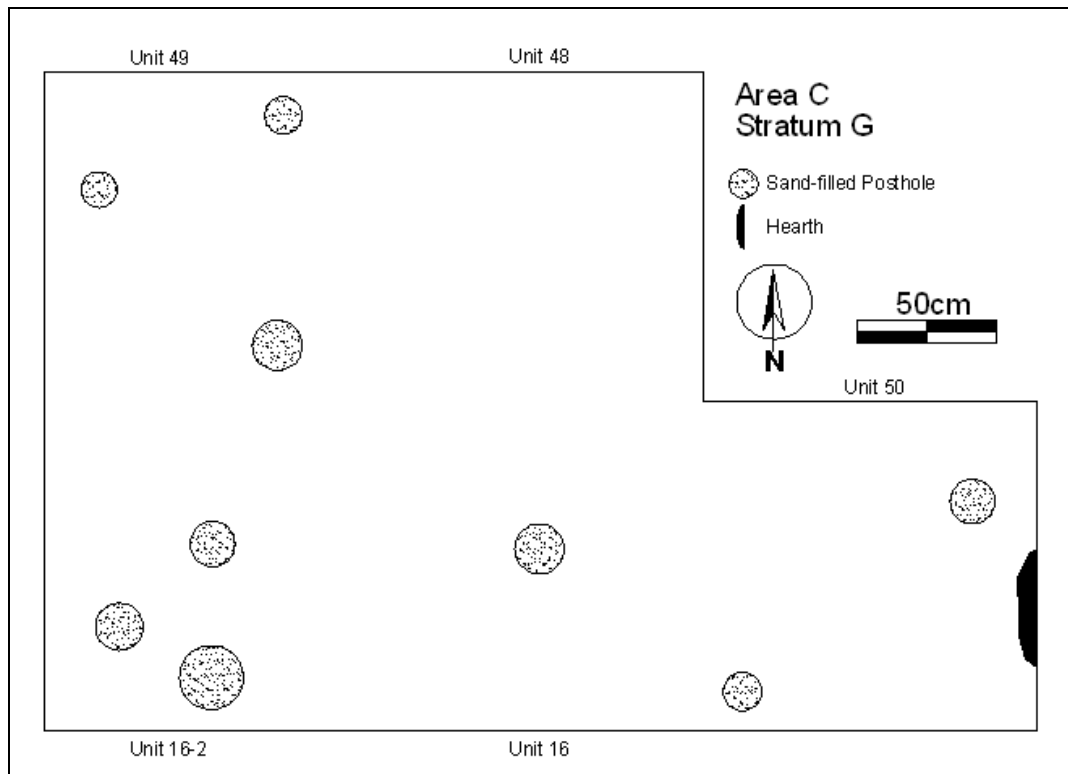 Unit 49
Unit 48
Area C
Stratum G
Sand-filled Posthole
Hearth
50cm
N
Unit 50
Unit 16-2
Unit 16